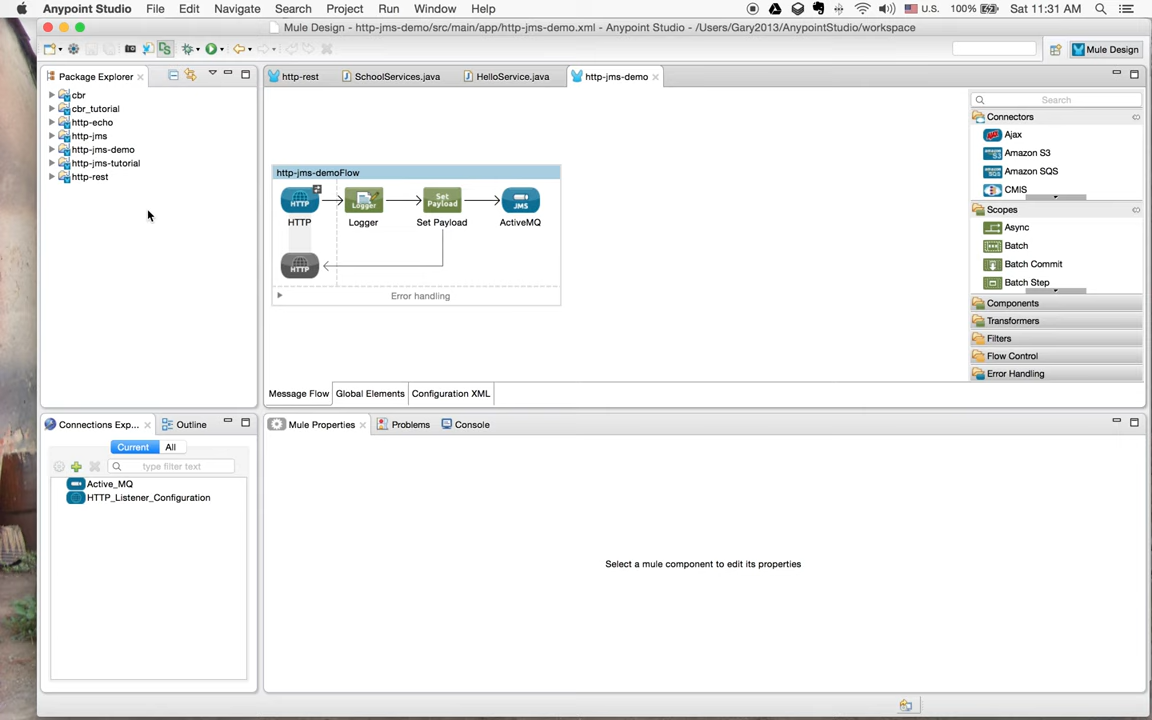 Anypoint Studio File Edit Navigate Search Project Run Window Help U.S. 100% Sat 11:31 AM
Mule Design - http-jms-demo/src/main/app/http-jms-demo.xml - Anypoint Studio - /Users/Gary2013/AnypointStudio/workspace
Mule Design
Package Explorer
http-rest SchoolServices.java HelloService.java http-jms-demo
cbr
cbr_tutorial
http-echo
http-jms
http-jms-demo
http-jms-tutorial
http-rest
http-jms-demoFlow
HTTP Logger Set Payload JMS
HTTP Logger Set Payload ActiveMQ
HTTP
Error handling
Search
Connectors
Ajax
Amazon S3
Amazon SQS
CMIS
Scopes
Async
Batch
Batch Commit
Batch Step
Components
Transformers
Filters
Flow Control
Error Handling
Message Flow Global Elements Configuration XML
Connections Exp... Outline
Current All
type filter text
Active_MQ
HTTP_Listener_Configuration
Mule Properties Problems Console
Select a mule component to edit its properties